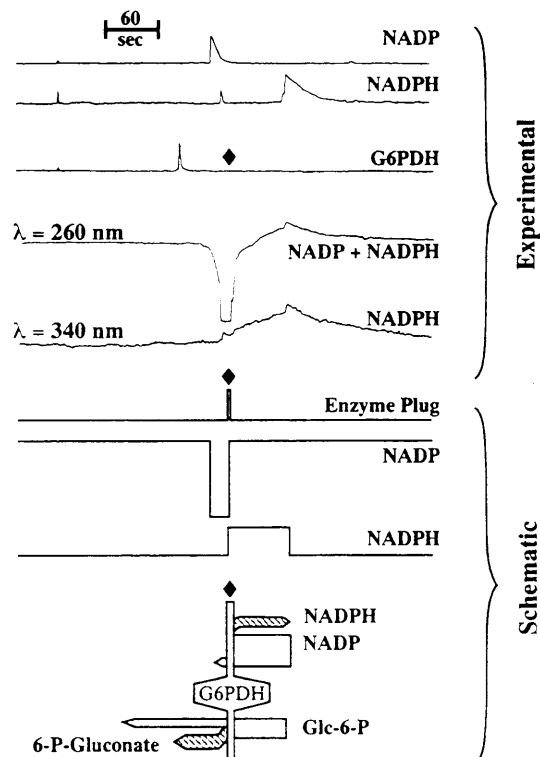 60
sec
NADP
NADPH
G6PDH
λ = 260 nm
NADP + NADPH
λ = 340 nm
NADPH
Experimental
Enzyme Plug
NADP
NADPH
NADPH
NADP
G6PDH
Glc-6-P
6-P-Gluconate
Schematic